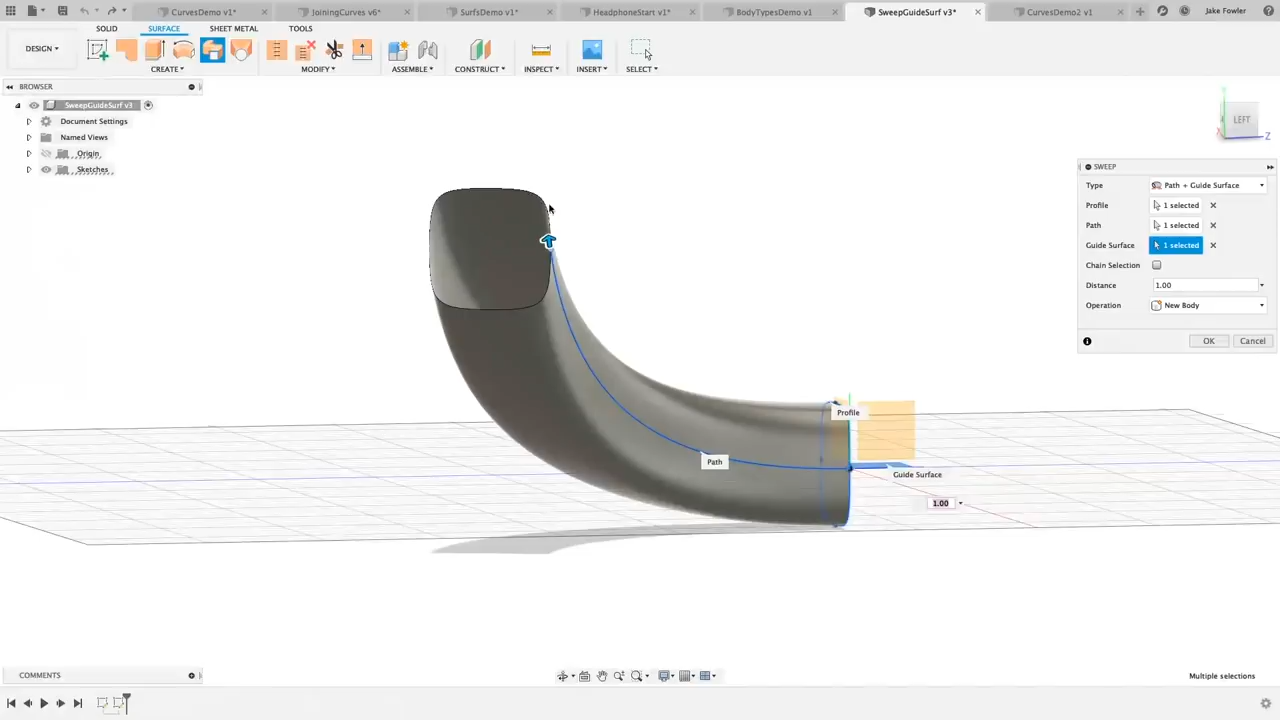 CurvesDemo v1*
JoiningCurves v6*
SurfsDemo v1*
HeadphoneStart v1*
BodyTypesDemo v1
SweepGuideSurf v3*
CurvesDemo2 v1
Jake Fowler
DESIGN
SOLID
SURFACE
SHEET METAL
TOOLS
CREATE
MODIFY
ASSEMBLE
CONSTRUCT
INSPECT
INSERT
SELECT
BROWSER
SweepGuideSurf v3
Document Settings
Named Views
Origin
Sketches
LEFT
Z
SWEEP
Type Path + Guide Surface
Profile 1 selected
Path 1 selected
Guide Surface 1 selected
Chain Selection
Distance 1.00
Operation New Body
OK Cancel
Profile
Path
Guide Surface
1.00
COMMENTS
Multiple selections